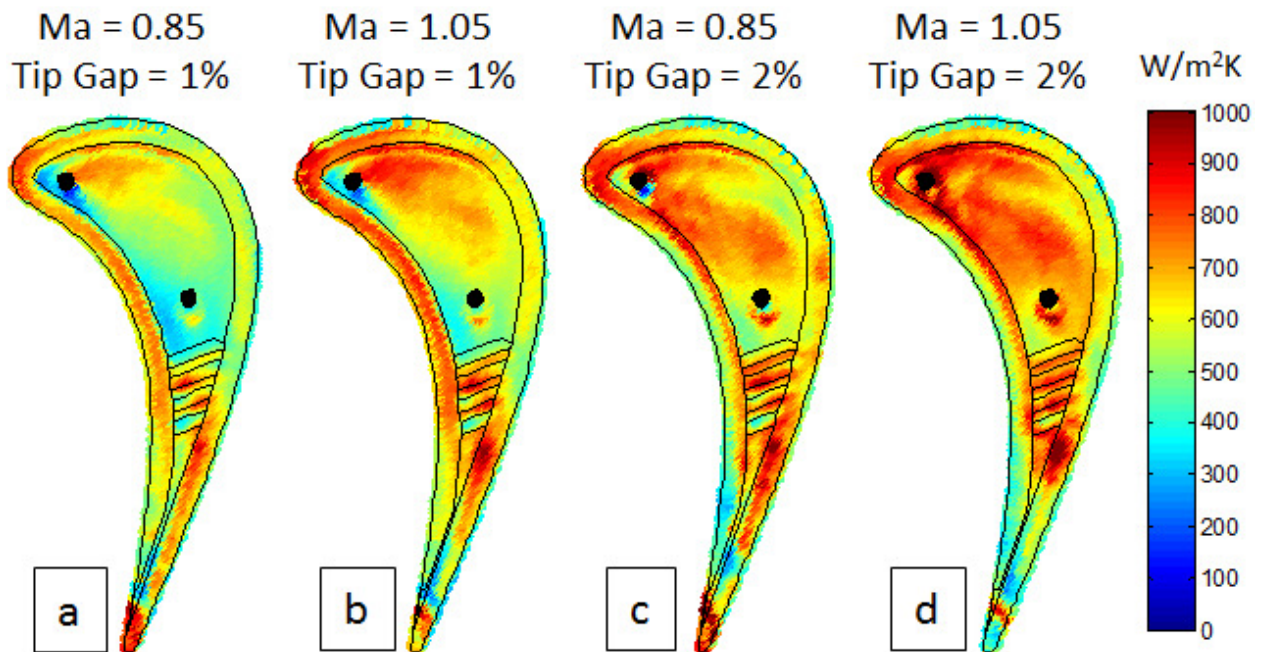 Ma = 0.85
Tip Gap = 1%
Ma = 1.05
Tip Gap = 1%
Ma = 0.85
Tip Gap = 2%
Ma = 1.05
Tip Gap = 2%
W/m²K
1000
900
800
700
600
500
400
300
200
100
0
a
b
c
d